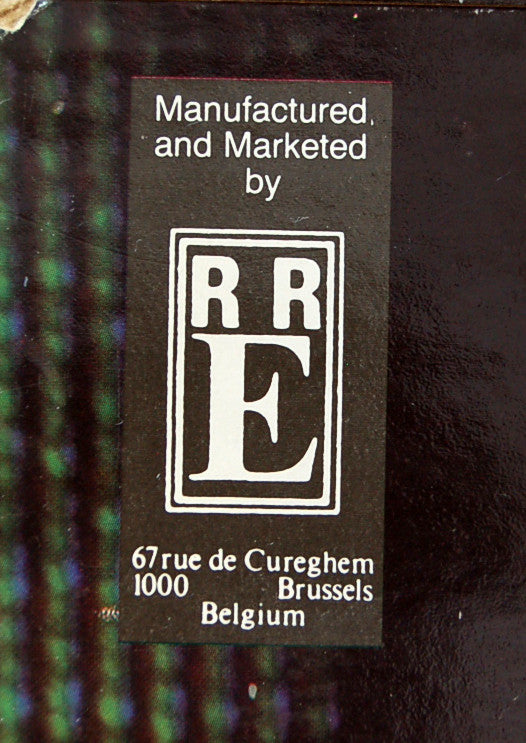 Manufactured
and Marketed
by
R R
E
67 rue de Cureghem
1000 Brussels
Belgium